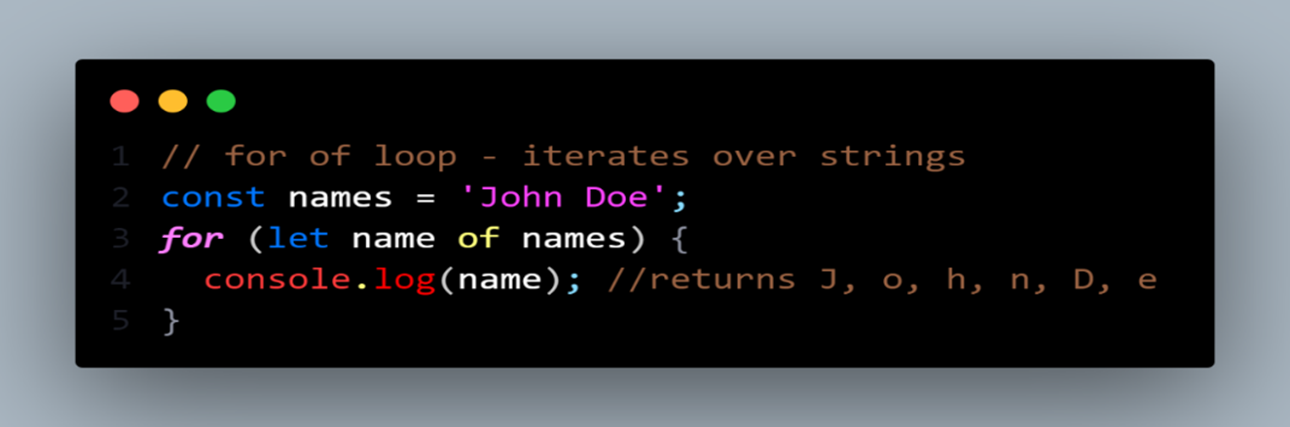 1 // for of loop - iterates over strings
2 const names = 'John Doe';
3 for (let name of names) {
4   console.log(name); //returns J, o, h, n, D, e
5 }